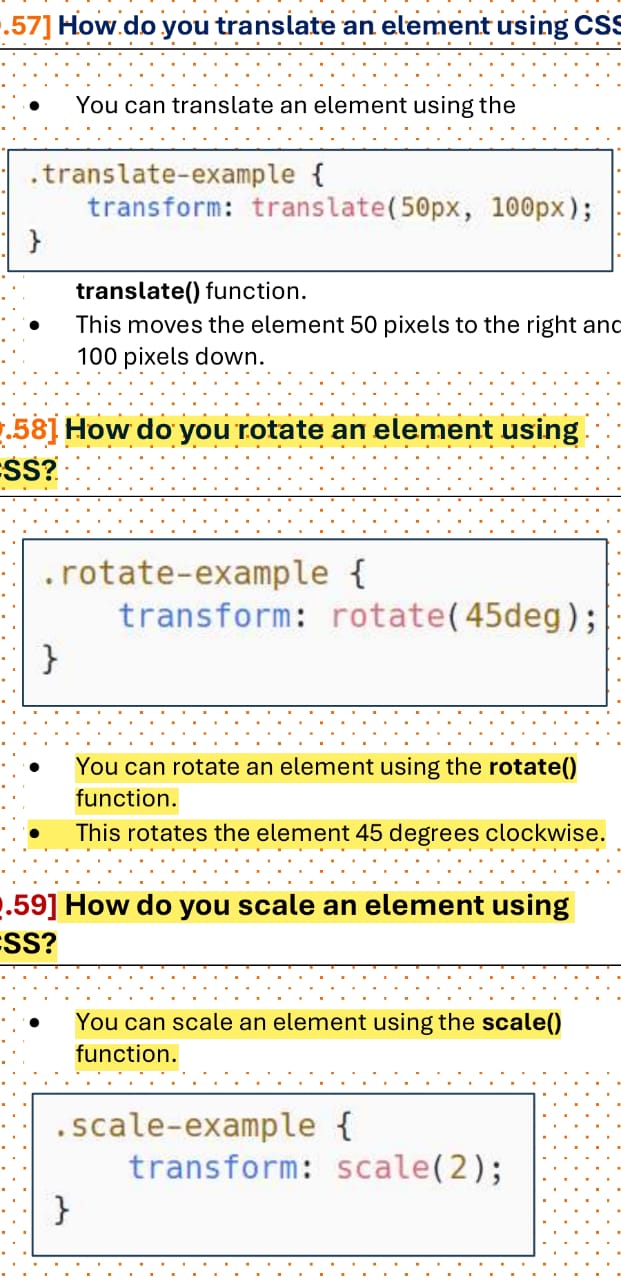 .57] How do you translate an element using CSS
• You can translate an element using the
.translate-example {
transform: translate(50px, 100px);
}
translate() function.
• This moves the element 50 pixels to the right and
100 pixels down.
.58] How do you rotate an element using
CSS?
.rotate-example {
transform: rotate(45deg);
}
• You can rotate an element using the rotate()
function.
• This rotates the element 45 degrees clockwise.
.59] How do you scale an element using
CSS?
• You can scale an element using the scale()
function.
.scale-example {
transform: scale(2);
}